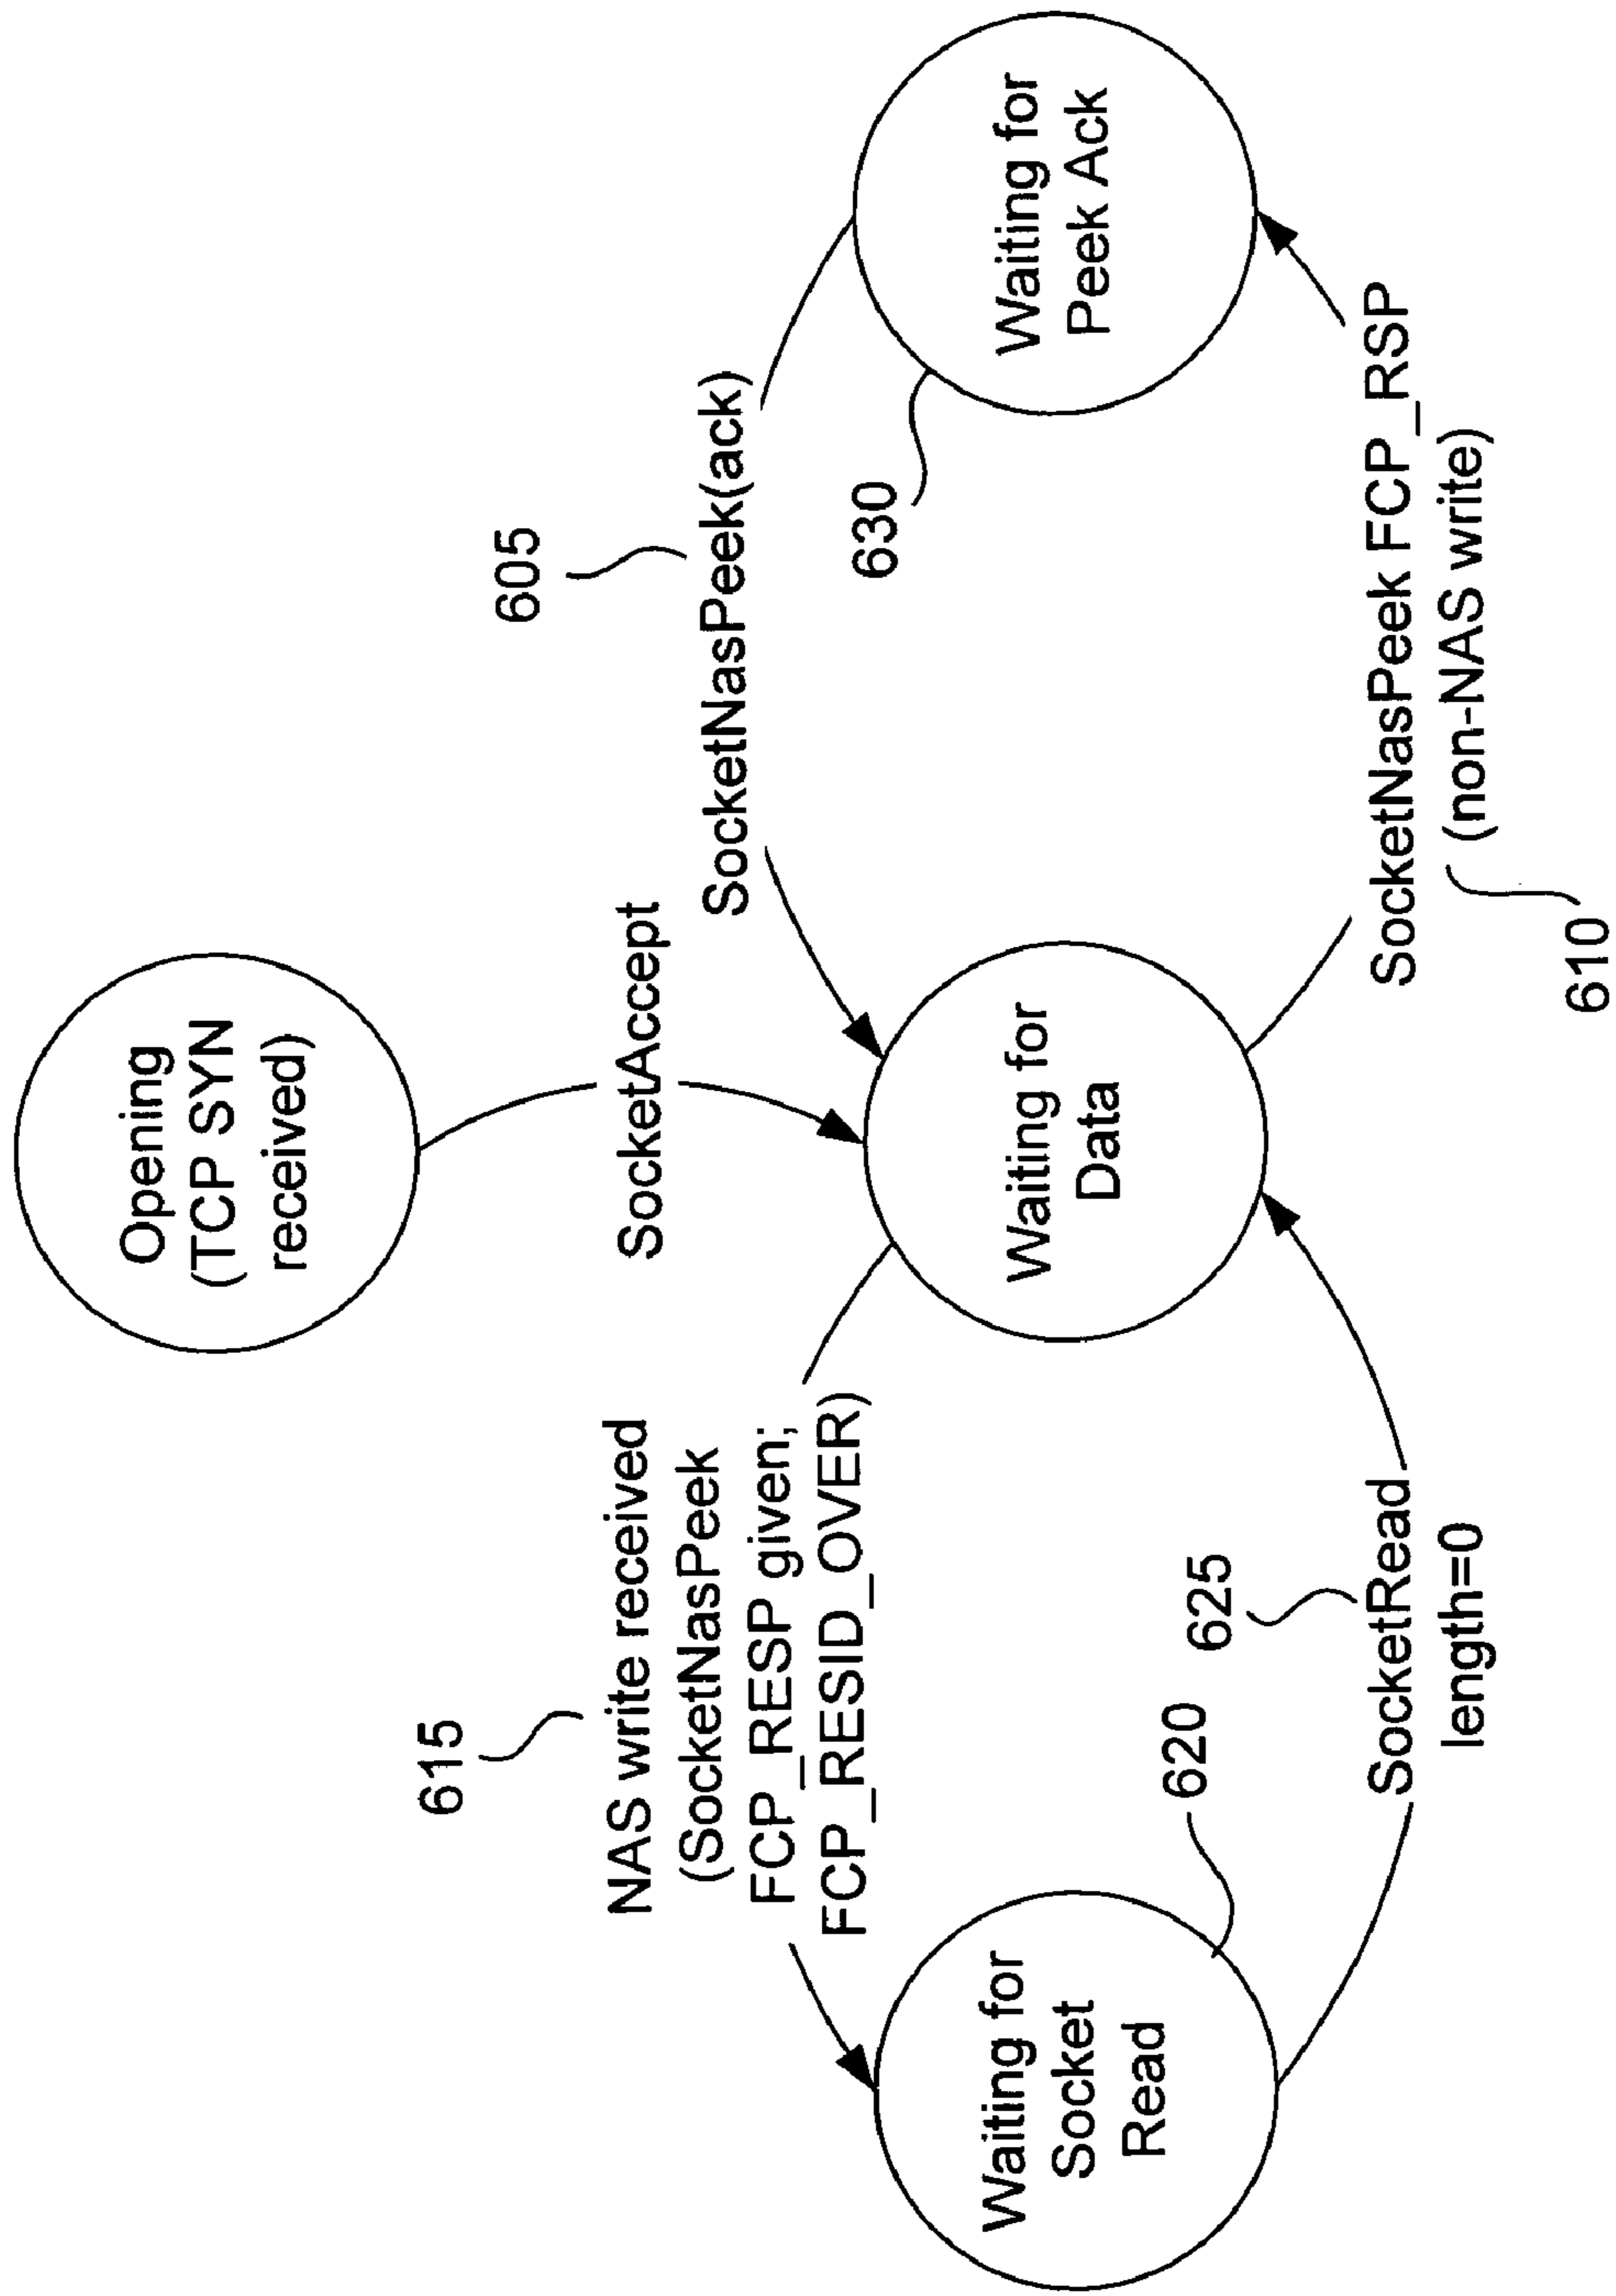 Opening
(TCP SYN
received)
SocketAccept
615
NAS write received
(SocketNasPeek
FCP_RESP given;
FCP_RESID_OVER)
605
SocketNasPeek(ack)
Waiting for
Socket
Read
620
Waiting for
Data
630
Waiting for
Peek Ack
625
SocketRead
length=0
SocketNasPeek FCP_RSP
(non-NAS write)
610